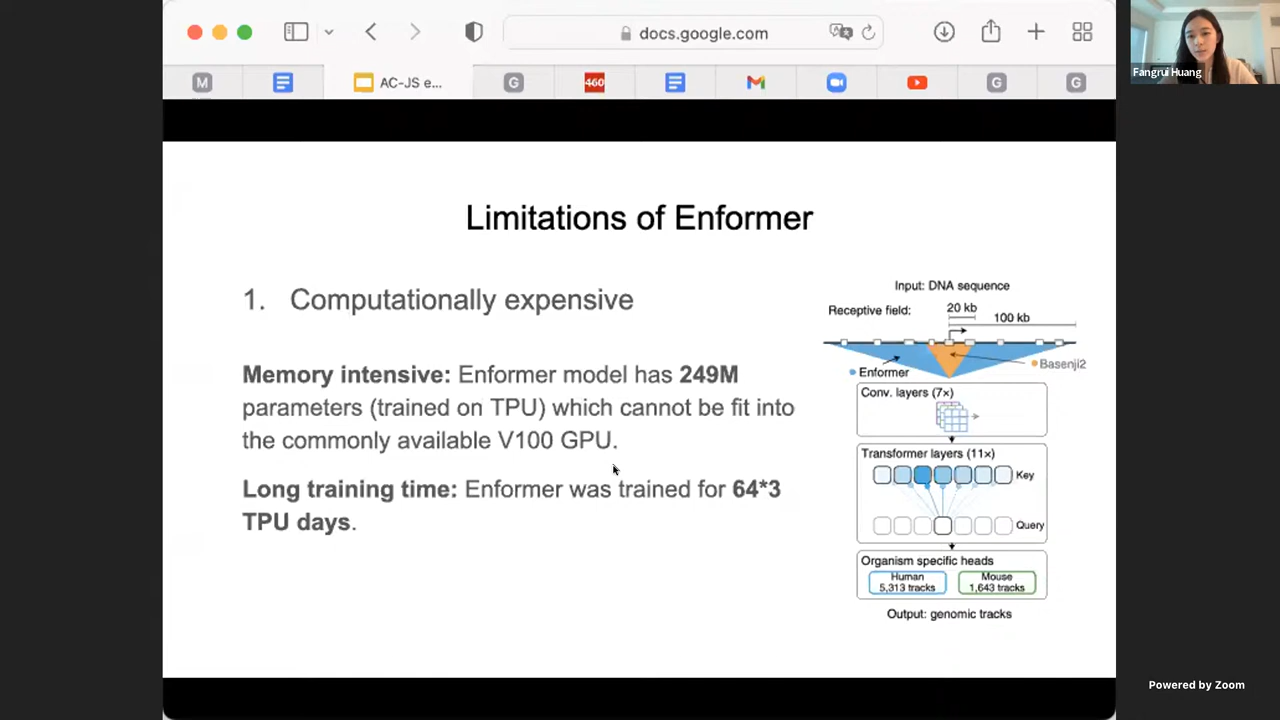 docs.google.com
M
AC-JS e...
G
460
G
G
Fangrui Huang
Limitations of Enformer
1. Computationally expensive
Memory intensive: Enformer model has 249M
parameters (trained on TPU) which cannot be fit into
the commonly available V100 GPU.
Long training time: Enformer was trained for 64*3
TPU days.
Input: DNA sequence
Receptive field:
20 kb
100 kb
Enformer
Basenji2
Conv. layers (7×)
Transformer layers (11×)
Key
Query
Organism specific heads
Human
5,313 tracks
Mouse
1,643 tracks
Output: genomic tracks
Powered by Zoom